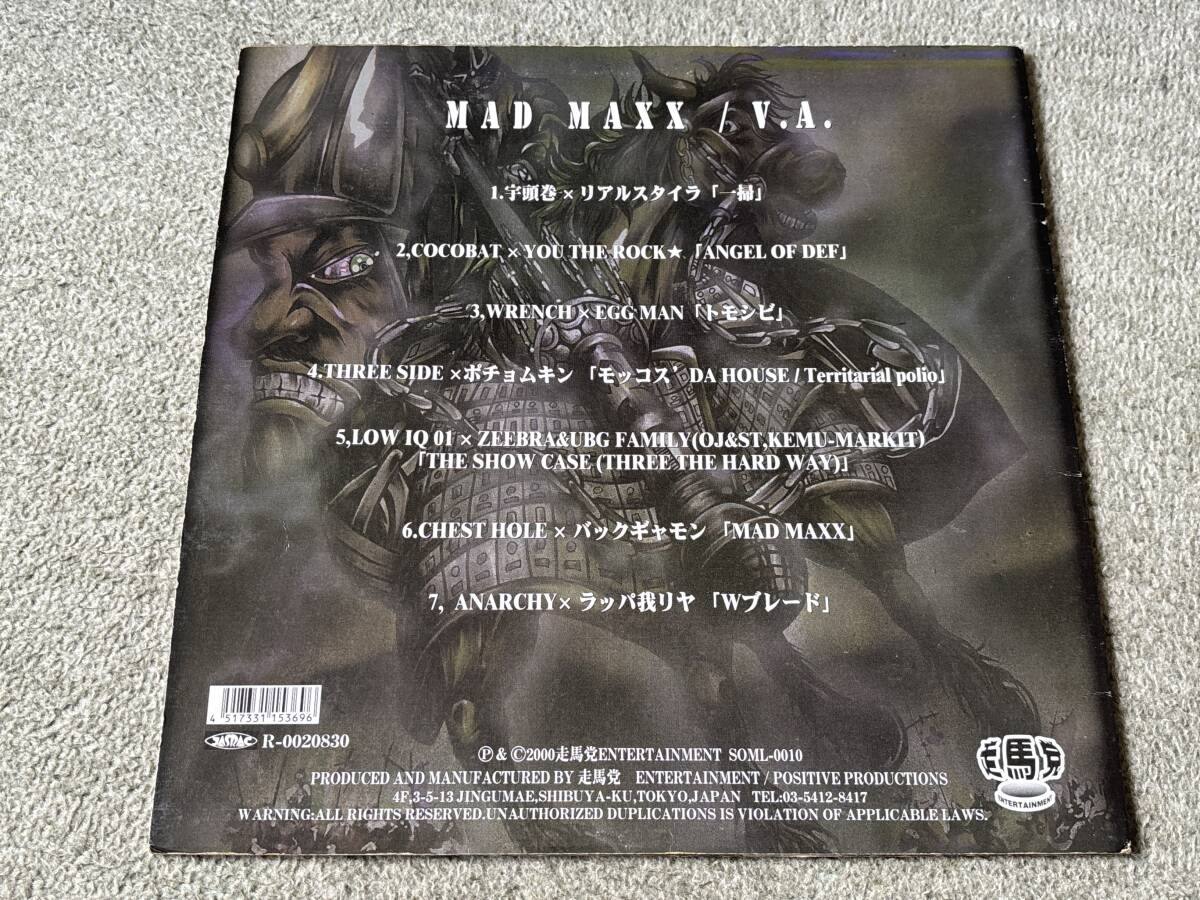 MAD MAXX / V.A.
1.宇頭巻×リアルスタイラ「一掃」
2,COCOBAT×YOU THE ROCK★「ANGEL OF DEF」
3,WRENCH×EGG MAN「トモシビ」
4.THREE SIDE ×ポチョムキン 「モッコス’DA HOUSE / Territarial polio」
5,LOW IQ 01×ZEEBRA&UBG FAMILY(OJ&ST,KEMU-MARKIT)
「THE SHOW CASE (THREE THE HARD WAY)」
6.CHEST HOLE×バックギャモン 「MAD MAXX」
7, ANARCHY×ラッパ我リヤ 「Wブレード」
4 517331 153696
JASRAC R-0020830
Ⓟ & Ⓒ2000走馬党ENTERTAINMENT SOML-0010
PRODUCED AND MANUFACTURED BY 走馬党 ENTERTAINMENT / POSITIVE PRODUCTIONS
4F,3-5-13 JINGUMAE,SHIBUYA-KU,TOKYO,JAPAN TEL:03-5412-8417
WARNING:ALL RIGHTS RESERVED.UNAUTHORIZED DUPLICATIONS IS VIOLATION OF APPLICABLE LAWS.
走馬党
ENTERTAINMENT